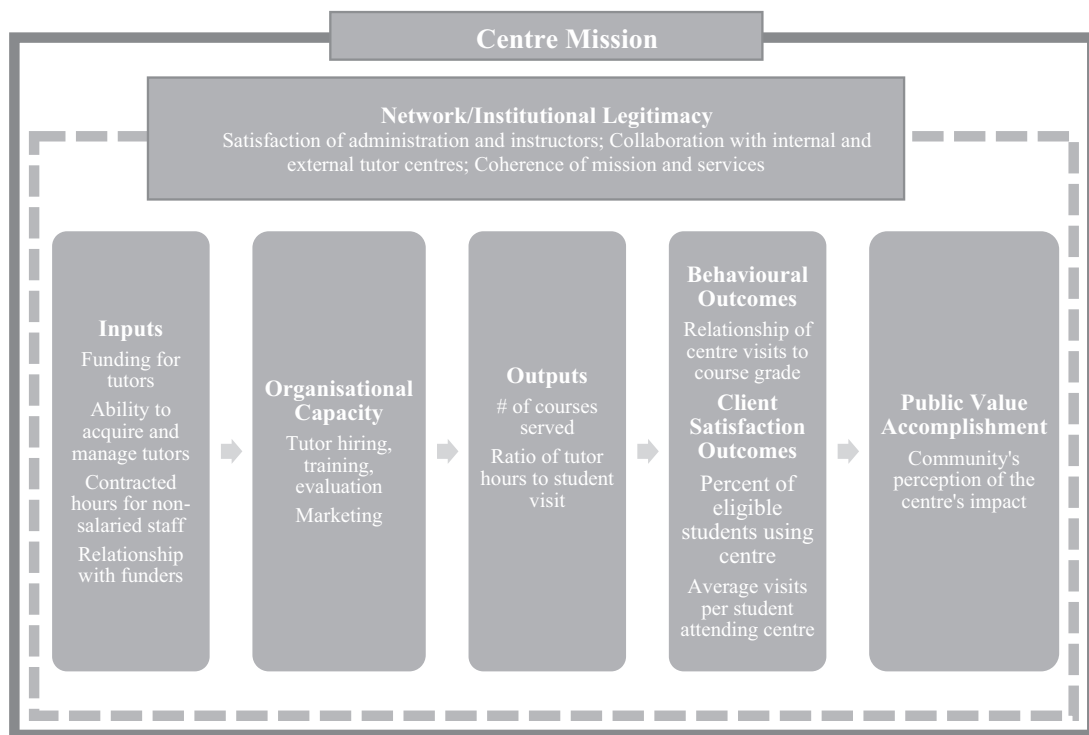 Centre Mission
Network/Institutional Legitimacy
Satisfaction of administration and instructors; Collaboration with internal and
external tutor centres; Coherence of mission and services
Inputs
Funding for
tutors
Ability to
acquire and
manage tutors
Contracted
hours for non-
salaried staff
Relationship
with funders
Organisational
Capacity
Tutor hiring,
training,
evaluation
Marketing
Outputs
# of courses
served
Ratio of tutor
hours to student
visit
Behavioural
Outcomes
Relationship of
centre visits to
course grade
Client
Satisfaction
Outcomes
Percent of
eligible
students using
centre
Average visits
per student
attending centre
Public Value
Accomplishment
Community's
perception of the
centre's impact